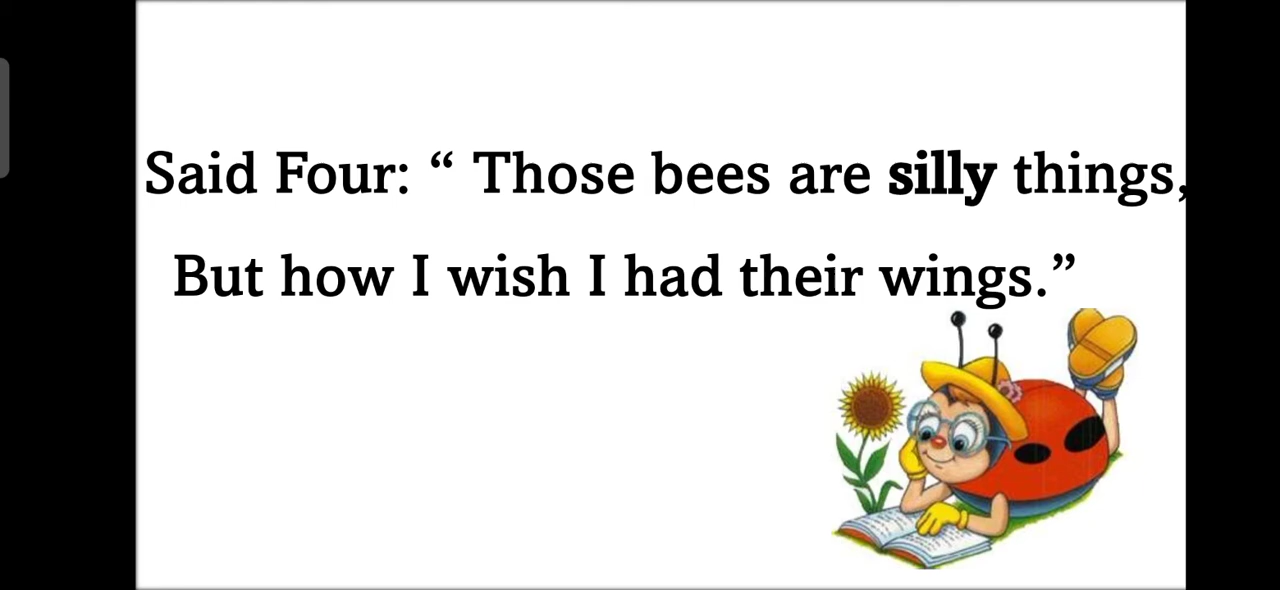 Said Four: “ Those bees are silly things,
But how I wish I had their wings.”